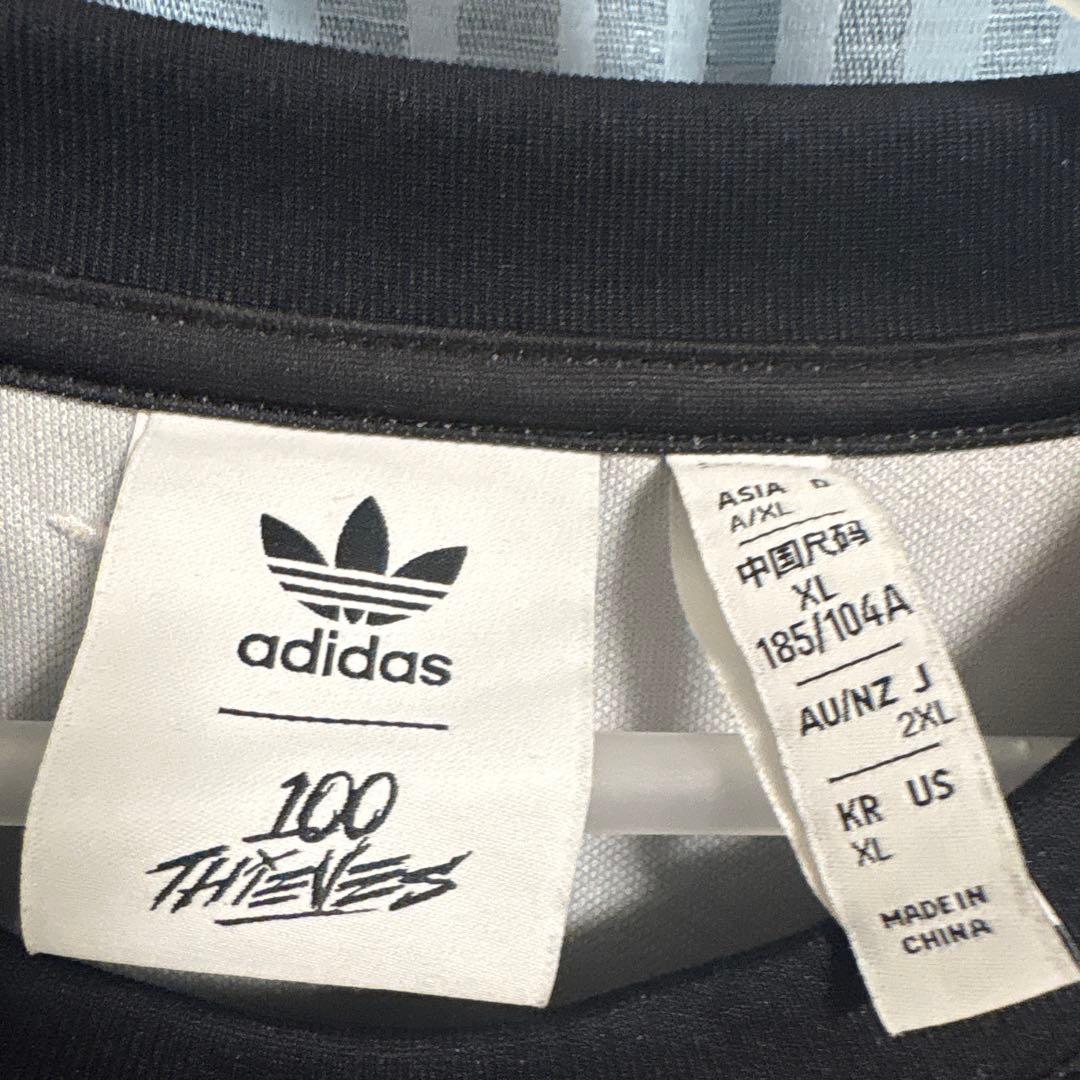 adidas
100
THIEVES
ASIA
A/XL
中国尺码
XL
185/104A
AU/NZ J
2XL
KR US
XL
MADE IN
CHINA